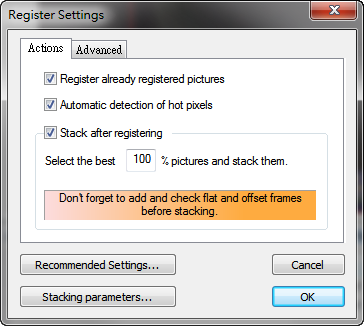 Register Settings
Actions
Advanced
Register already registered pictures
Automatic detection of hot pixels
Stack after registering
Select the best 100 % pictures and stack them.
Don't forget to add and check flat and offset frames
before stacking.
Recommended Settings...
Cancel
Stacking parameters...
OK